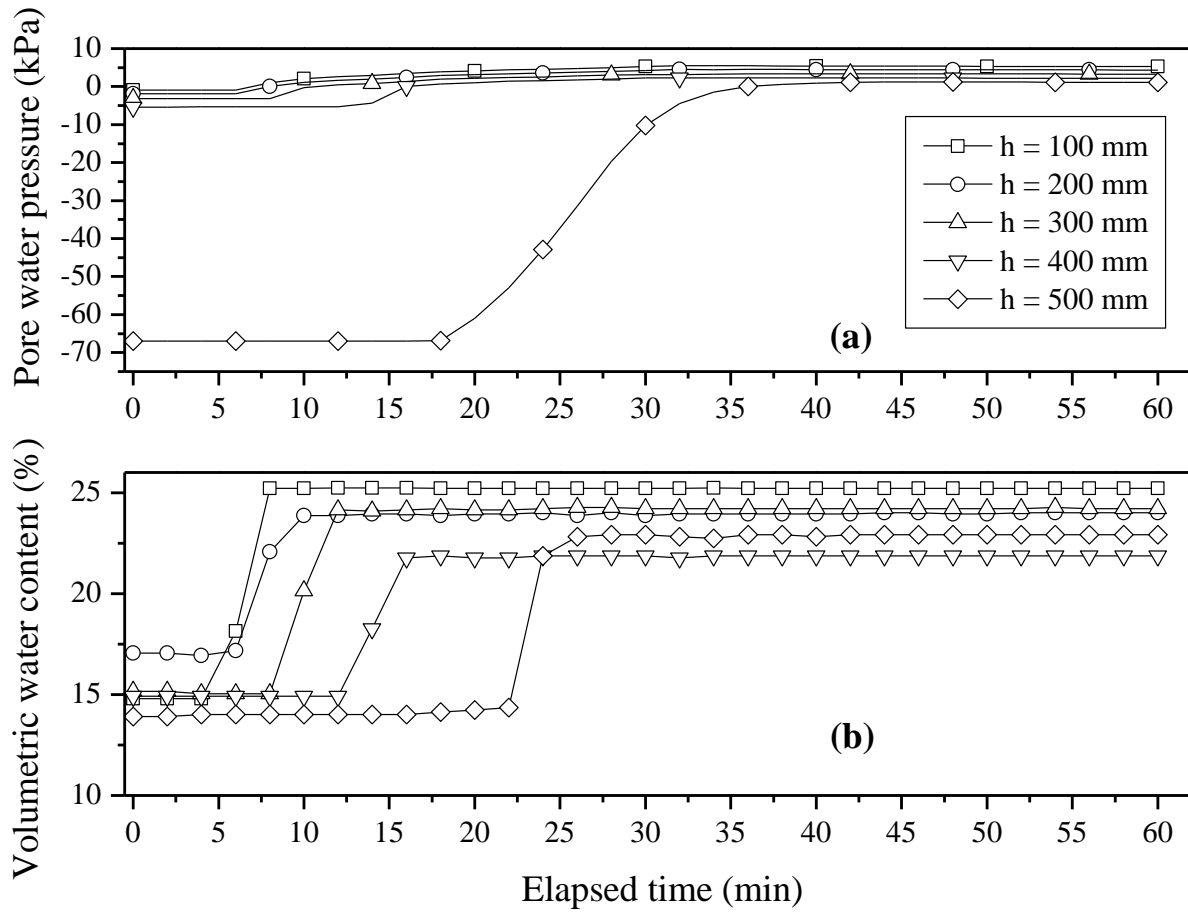 Pore water pressure (kPa)
10
0
-10
-20
-30
-40
-50
-60
-70
h = 100 mm
h = 200 mm
h = 300 mm
h = 400 mm
h = 500 mm
(a)
0 5 10 15 20 25 30 35 40 45 50 55 60
Volumetric water content (%)
25
20
15
10
(b)
0 5 10 15 20 25 30 35 40 45 50 55 60
Elapsed time (min)